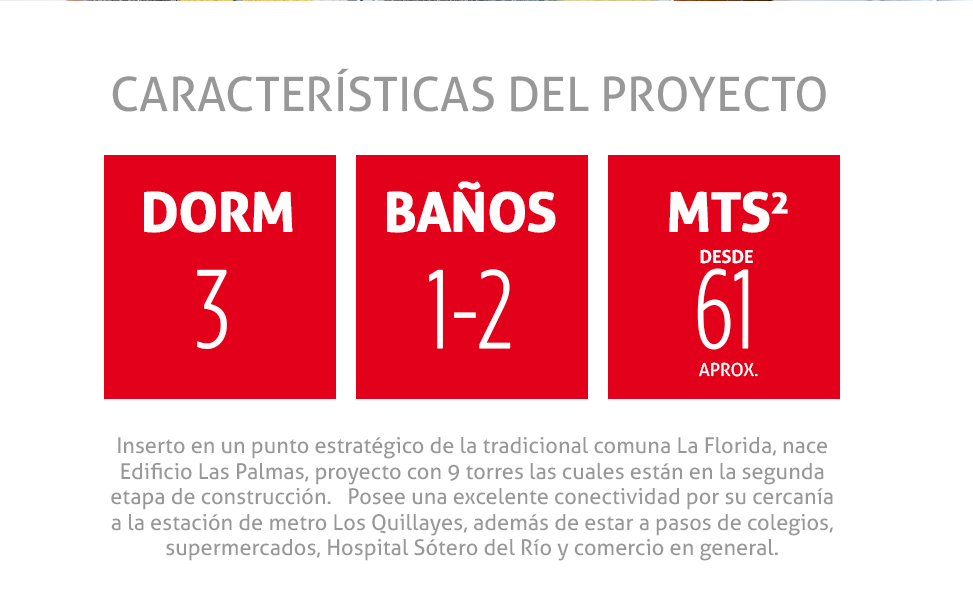 CARACTERÍSTICAS DEL PROYECTO
DORM
3
BAÑOS
1-2
MTS²
DESDE
61
APROX.
Inserto en un punto estratégico de la tradicional comuna La Florida, nace
Edificio Las Palmas, proyecto con 9 torres las cuales están en la segunda
etapa de construcción.   Posee una excelente conectividad por su cercanía
a la estación de metro Los Quillayes, además de estar a pasos de colegios,
supermercados, Hospital Sótero del Río y comercio en general.